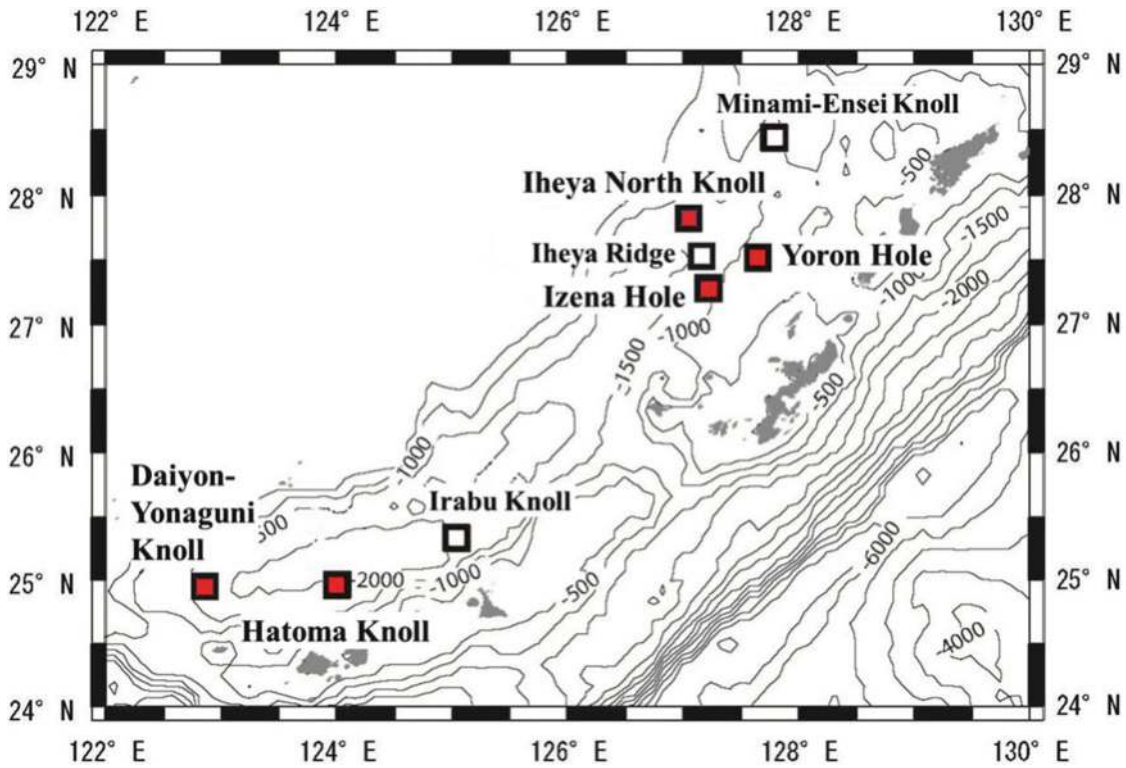 122° E 124° E 126° E 128° E 130° E
29° N 29° N
Minami-Ensei Knoll
-500
28° N Iheya North Knoll 28° N
-1500
Iheya Ridge Yoron Hole
-1000
-2000
Izena Hole
27° N -1000 27° N
-1500
-500
26° N 26° N
1000
Daiyon-
Yonaguni
Knoll
Irabu Knoll
-6000
25° N -2000 -1000 -500 25° N
Hatoma Knoll
-4000
24° N 24° N
122° E 124° E 126° E 128° E 130° E